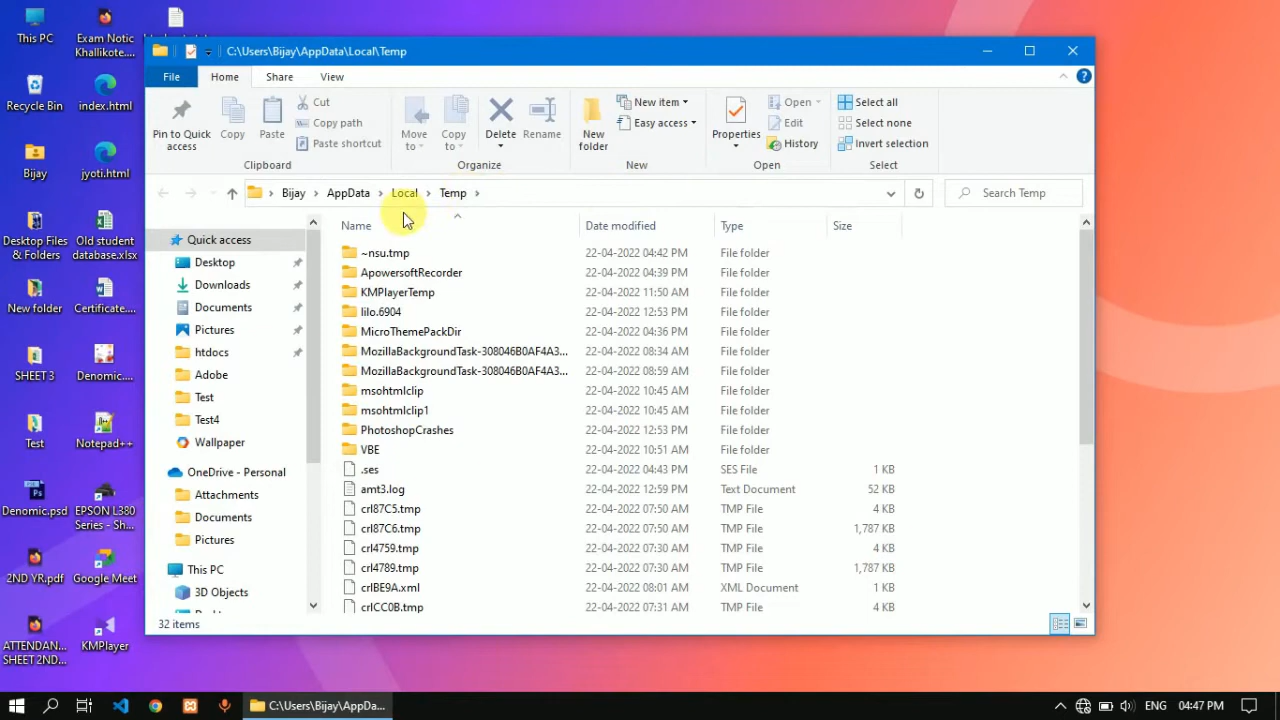 This PC
Exam Notic
Khallikote....
Recycle Bin
index.html
Bijay
jyoti.html
Desktop Files
& Folders
Old student
database.xlsx
New folder
Certificate....
SHEET 3
Denomic....
Test
Notepad++
Denomic.psd
EPSON L380
Series - Sh...
2ND YR.pdf
Google Meet
ATTENDAN...
SHEET 2ND...
KMPlayer
C:\Users\Bijay\AppData\Local\Temp
File
Home
Share
View
Pin to Quick
access
Copy
Paste
Cut
Copy path
Paste shortcut
Clipboard
Move
to
Copy
to
Delete
Rename
Organize
New
folder
New item
Easy access
New
Properties
Open
Edit
History
Open
Select all
Select none
Invert selection
Select
Bijay > AppData > Local > Temp >
Search Temp
Quick access
Desktop
Downloads
Documents
Pictures
htdocs
Adobe
Test
Test4
Wallpaper
OneDrive - Personal
Attachments
Documents
Pictures
This PC
3D Objects
Name Date modified Type Size
~nsu.tmp 22-04-2022 04:42 PM File folder
ApowersoftRecorder 22-04-2022 04:39 PM File folder
KMPlayerTemp 22-04-2022 11:50 AM File folder
lilo.6904 22-04-2022 12:53 PM File folder
MicroThemePackDir 22-04-2022 04:36 PM File folder
MozillaBackgroundTask-308046B0AF4A3... 22-04-2022 08:34 AM File folder
MozillaBackgroundTask-308046B0AF4A3... 22-04-2022 08:59 AM File folder
msohtmlclip 22-04-2022 10:45 AM File folder
msohtmlclip1 22-04-2022 10:45 AM File folder
PhotoshopCrashes 22-04-2022 12:53 PM File folder
VBE 22-04-2022 10:51 AM File folder
.ses 22-04-2022 04:43 PM SES File 1 KB
amt3.log 22-04-2022 12:59 PM Text Document 52 KB
crl87C5.tmp 22-04-2022 07:50 AM TMP File 4 KB
crl87C6.tmp 22-04-2022 07:50 AM TMP File 1,787 KB
crl4759.tmp 22-04-2022 07:30 AM TMP File 4 KB
crl4789.tmp 22-04-2022 07:30 AM TMP File 1,787 KB
crlBE9A.xml 22-04-2022 08:01 AM XML Document 1 KB
crlCC0B.tmp 22-04-2022 07:31 AM TMP File 4 KB
32 items
C:\Users\Bijay\AppDa...
ENG
04:47 PM